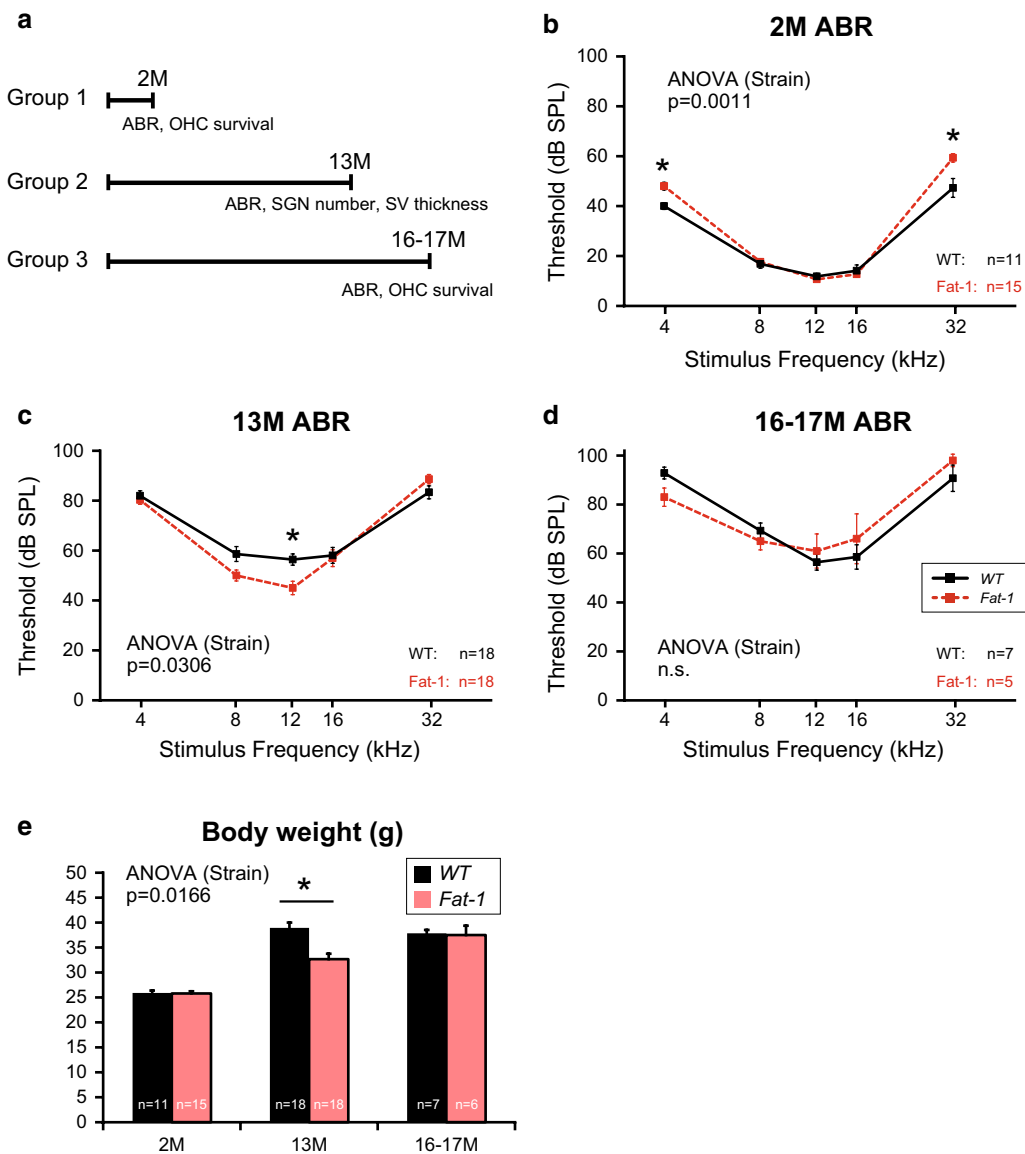 a
Group 1
2M
ABR, OHC survival
Group 2
13M
ABR, SGN number, SV thickness
Group 3
16-17M
ABR, OHC survival
b
2M ABR
Threshold (dB SPL)
100
80
60
40
20
0
ANOVA (Strain)
p=0.0011
*
*
WT: n=11
Fat-1: n=15
4 8 12 16 32
Stimulus Frequency (kHz)
c
13M ABR
Threshold (dB SPL)
100
80
60
40
20
0
*
ANOVA (Strain)
p=0.0306
WT: n=18
Fat-1: n=18
4 8 12 16 32
Stimulus Frequency (kHz)
d
16-17M ABR
Threshold (dB SPL)
100
80
60
40
20
0
WT
Fat-1
ANOVA (Strain)
n.s.
WT: n=7
Fat-1: n=5
4 8 12 16 32
Stimulus Frequency (kHz)
e
Body weight (g)
50
45
40
35
30
25
20
15
10
5
0
ANOVA (Strain)
p=0.0166
*
WT
Fat-1
n=11 n=15 n=18 n=18 n=7 n=6
2M 13M 16-17M